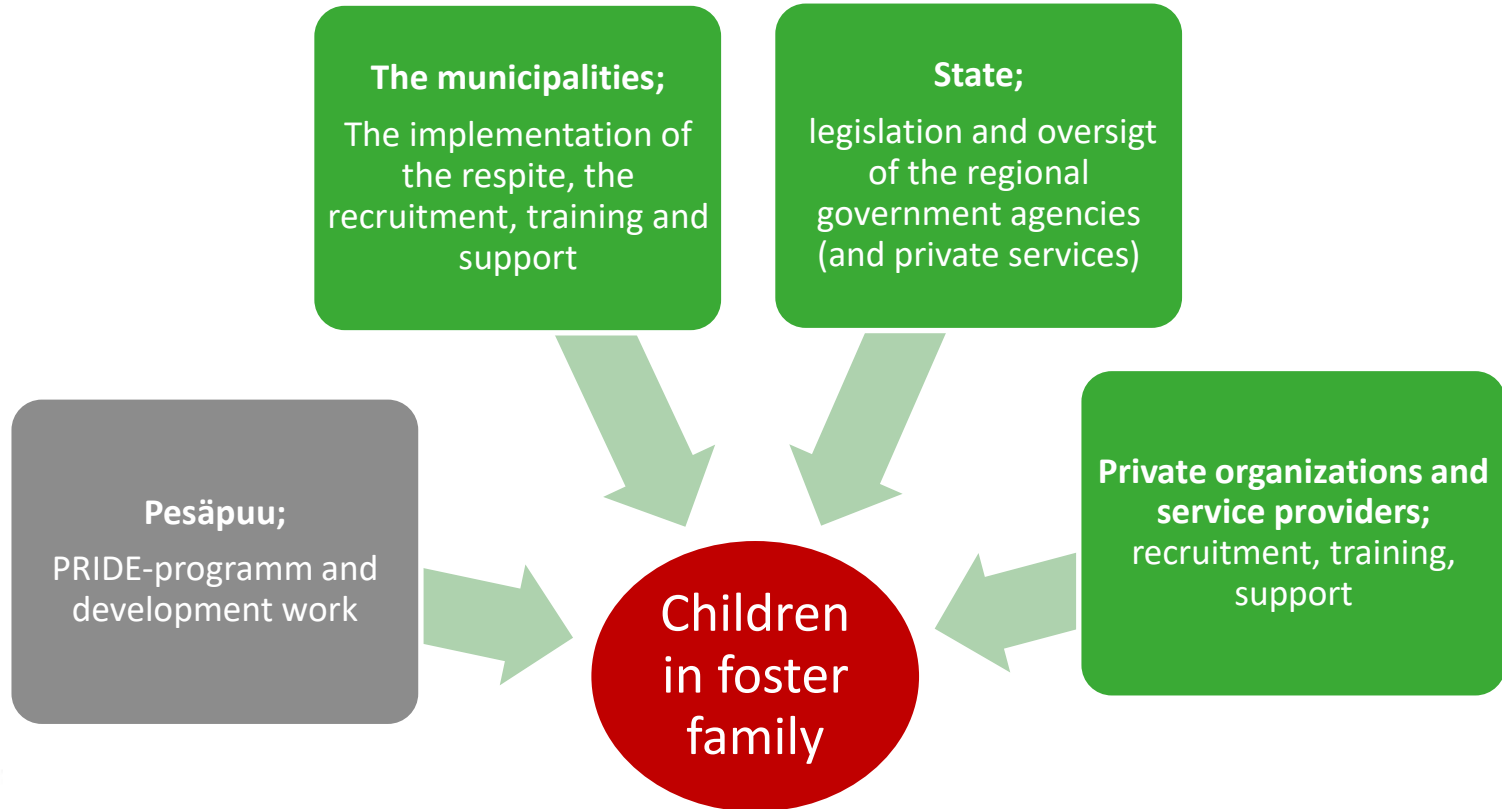 The municipalities;
The implementation of
the respite, the
recruitment, training and
support
State;
legislation and oversigt
of the regional
government agencies
(and private services)
Pesäpuu;
PRIDE-programm and
development work
Private organizations and
service providers;
recruitment, training,
support
Children
in foster
family